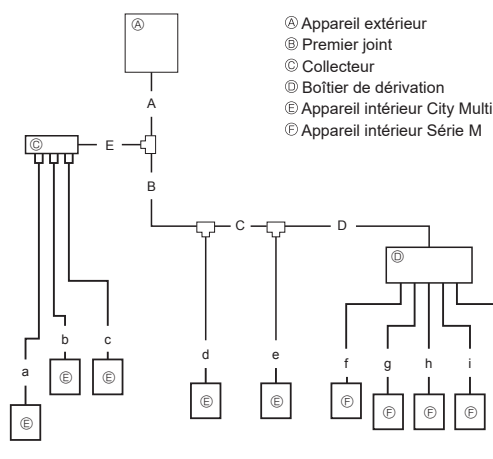 Ⓐ
Ⓐ Appareil extérieur
Ⓑ Premier joint
Ⓒ Collecteur
Ⓓ Boîtier de dérivation
Ⓔ Appareil intérieur City Multi
Ⓕ Appareil intérieur Série M
A
Ⓒ
E
B
C
D
Ⓓ
a
b
c
d
e
f
g
h
i
Ⓔ
Ⓔ
Ⓔ
Ⓔ
Ⓔ
Ⓕ
Ⓕ
Ⓕ
Ⓕ